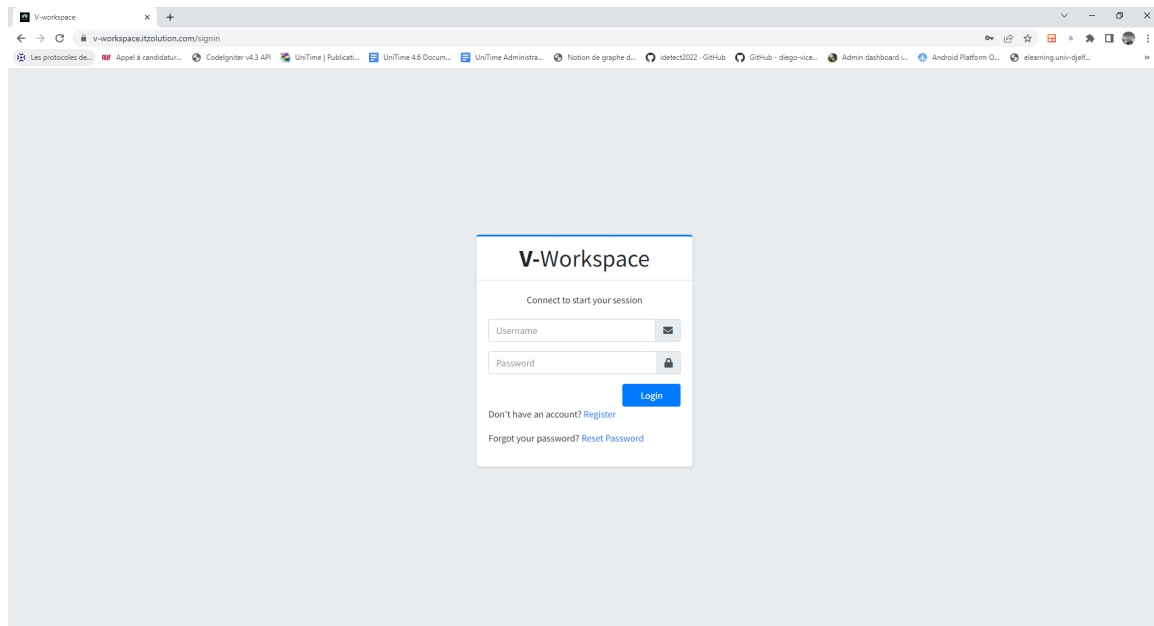 V-workspace
v-workspace.itzolution.com/signin
Les protocoles de... AUF Appel à candidatur... CodeIgniter v4.3 API UniTime | Publicati... UniTime 4.6 Docum... UniTime Administra... Notion de graphe d... idetect2022 · GitHub GitHub - diego-vice... Admin dashboard i... Android Platform O... elearning.univ-djelf...
V-Workspace
Connect to start your session
Username
Password
Login
Don't have an account? Register
Forgot your password? Reset Password